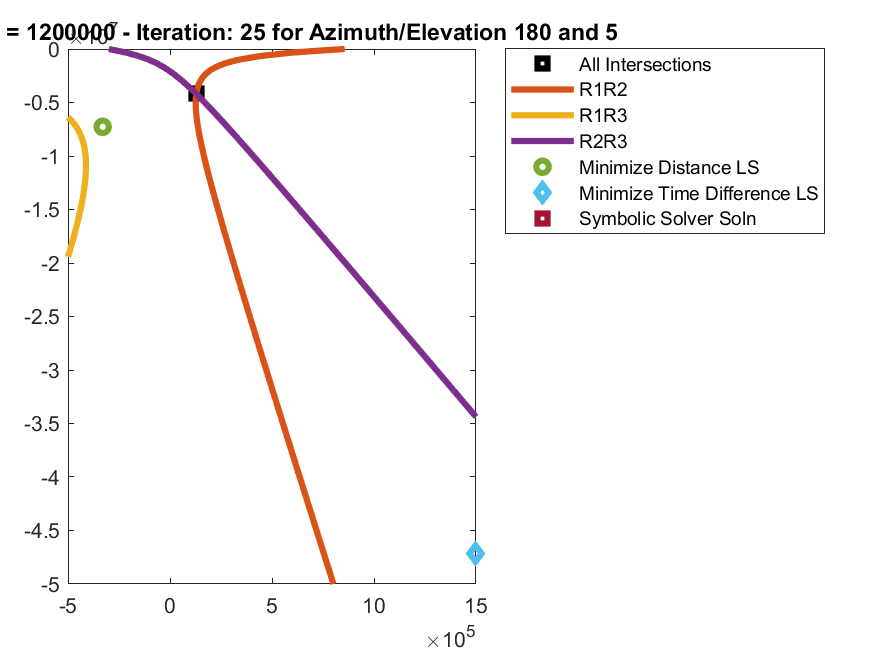 = 1200000 - Iteration: 25 for Azimuth/Elevation 180 and 5
×10^7
0
-0.5
-1
-1.5
-2
-2.5
-3
-3.5
-4
-4.5
-5
-5 0 5 10 15
×10^5
All Intersections
R1R2
R1R3
R2R3
Minimize Distance LS
Minimize Time Difference LS
Symbolic Solver Soln